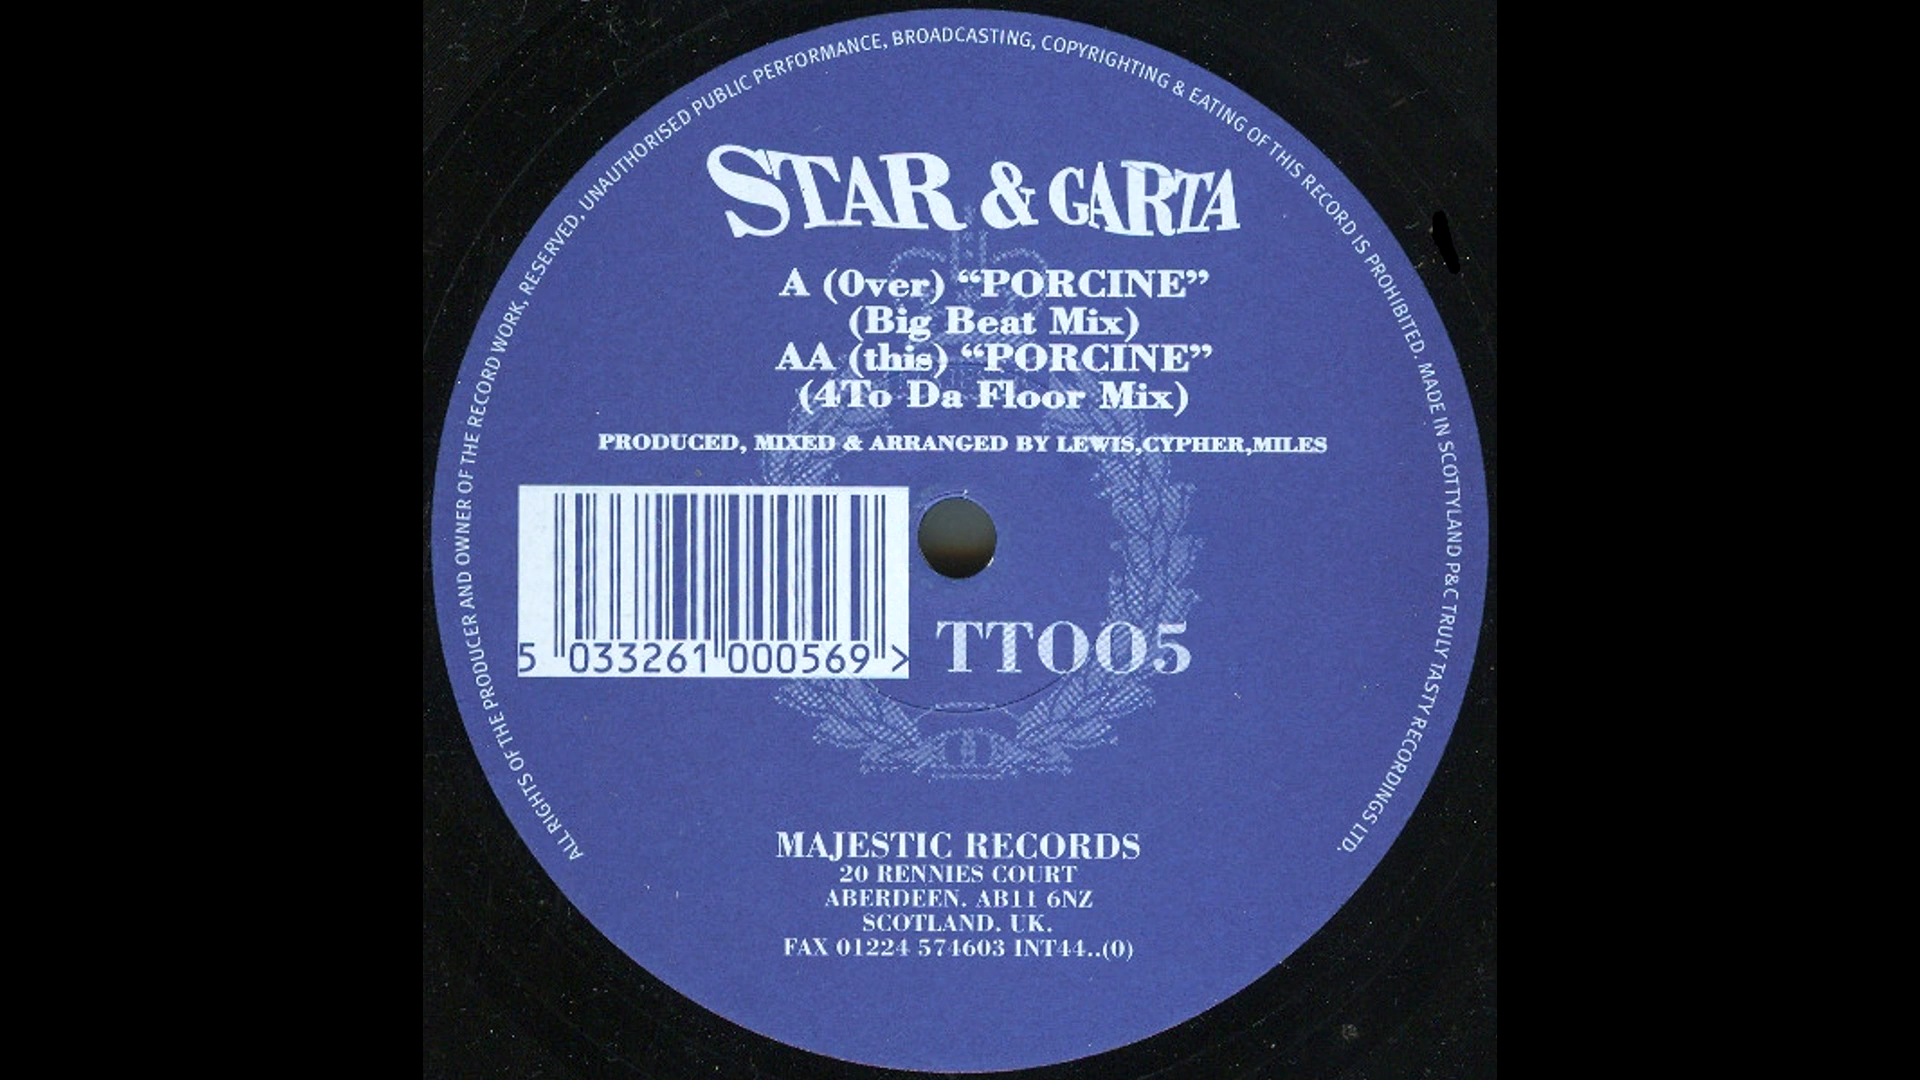 ALL RIGHTS OF THE PRODUCER AND OWNER OF THE RECORD WORK, RESERVED. UNAUTHORISED PUBLIC PERFORMANCE, BROADCASTING, COPYRIGHTING & EATING OF THIS RECORD IS PROHIBITED. MADE IN SCOTTYLAND P&C TRULY TASTY RECORDINGS LTD.
STAR & GARTA
A (Over) “PORCINE”
(Big Beat Mix)
AA (this) “PORCINE”
(4To Da Floor Mix)
PRODUCED, MIXED & ARRANGED BY LEWIS,CYPHER,MILES
5 033261 000569 >
TT005
MAJESTIC RECORDS
20 RENNIES COURT
ABERDEEN. AB11 6NZ
SCOTLAND. UK.
FAX 01224 574603 INT44..(0)